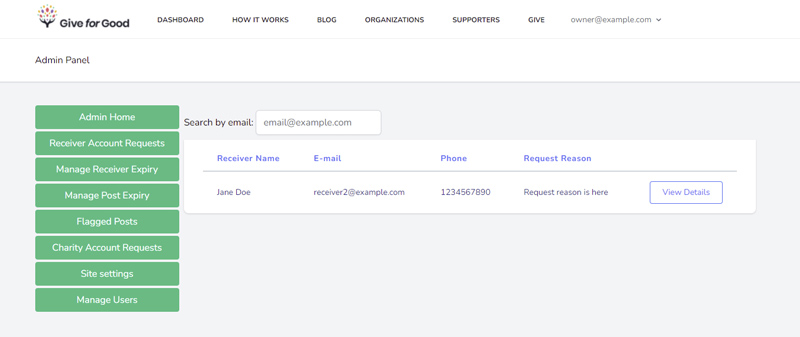 Give for Good
DASHBOARD HOW IT WORKS BLOG ORGANIZATIONS SUPPORTERS GIVE owner@example.com
Admin Panel
Admin Home
Receiver Account Requests
Manage Receiver Expiry
Manage Post Expiry
Flagged Posts
Charity Account Requests
Site settings
Manage Users
Search by email: email@example.com
Receiver Name E-mail Phone Request Reason
Jane Doe receiver2@example.com 1234567890 Request reason is here View Details